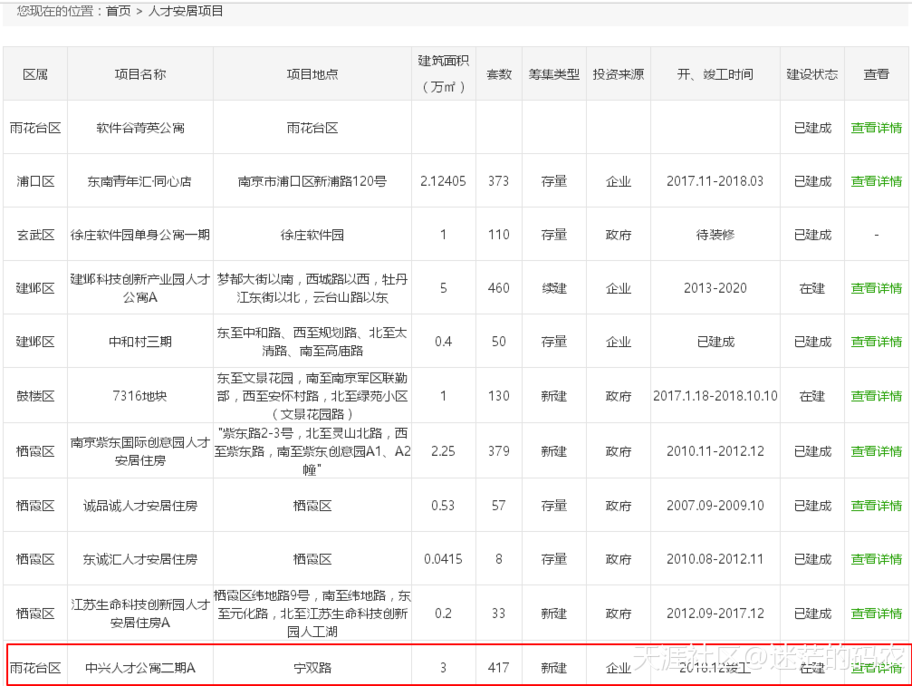 您现在的位置：首页 > 人才安居项目
区属 项目名称 项目地点 建筑面积（万㎡） 套数 筹集类型 投资来源 开、竣工时间 建设状态 查看
雨花台区 软件谷菁英公寓 雨花台区 已建成 查看详情
浦口区 东南青年汇·同心店 南京市浦口区新浦路120号 2.12405 373 存量 企业 2017.11-2018.03 已建成 查看详情
玄武区 徐庄软件园单身公寓一期 徐庄软件园 1 110 存量 政府 待装修 已建成 -
建邺区 建邺科技创新产业园人才公寓A 梦都大街以南，西城路以西，牡丹江东街以北，云台山路以东 5 460 续建 企业 2013-2020 在建 查看详情
建邺区 中和村三期 东至中和路、西至规划路、北至太清路、南至高庙路 0.4 50 存量 企业 已建成 已建成 查看详情
鼓楼区 7316地块 东至文景花园，南至南京军区联勤部，西至安怀村路，北至绿苑小区（文景花园路） 1 130 新建 政府 2017.1.18-2018.10.10 在建 查看详情
栖霞区 南京紫东国际创意园人才安居住房 "紫东路2-3号，北至灵山北路，西至紫东路，南至紫东创意园A1、A2幢" 2.25 379 新建 政府 2010.11-2012.12 已建成 查看详情
栖霞区 诚品诚人才安居住房 栖霞区 0.53 57 存量 政府 2007.09-2009.10 已建成 查看详情
栖霞区 东诚汇人才安居住房 栖霞区 0.0415 8 存量 政府 2010.08-2012.11 已建成 查看详情
栖霞区 江苏生命科技创新园人才安居住房A 栖霞区纬地路9号，南至纬地路，东至元化路，北至江苏生命科技创新园人工湖 0.2 33 新建 政府 2012.09-2017.12 已建成 查看详情
雨花台区 中兴人才公寓二期A 宁双路 3 417 新建 企业 2018.12竣工 在建 查看详情
天涯社区@迷茫的码农